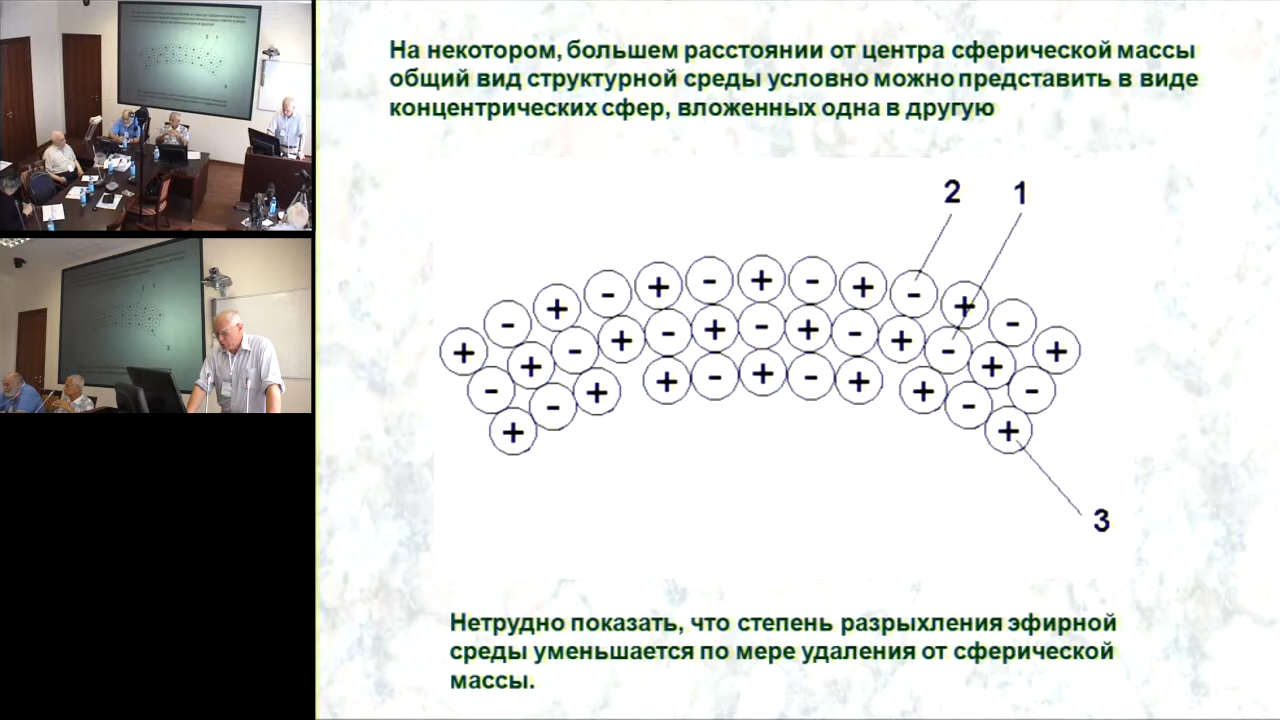 На некотором, большем расстоянии от центра сферической массы
общий вид структурной среды условно можно представить в виде
концентрических сфер, вложенных одна в другую
2 1
- + - + -
+ - + - + -
- + - + - + - + - +
+ + - + - + - + - + +
- + - + - + - + -
+ - +
3
Нетрудно показать, что степень разрыхления эфирной
среды уменьшается по мере удаления от сферической
массы.